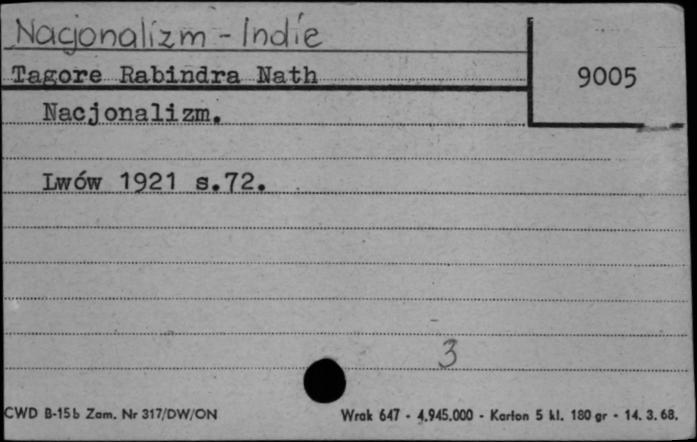 Nacjonalizm - Indie
Tagore Rabindra Nath
9005
Nacjonalizm.
Lwów 1921 s.72.
3
CWD B-15b Zam. Nr 317/DW/ON
Wrak 647 - 4.945.000 - Karton 5 kl. 180 gr - 14. 3. 68.